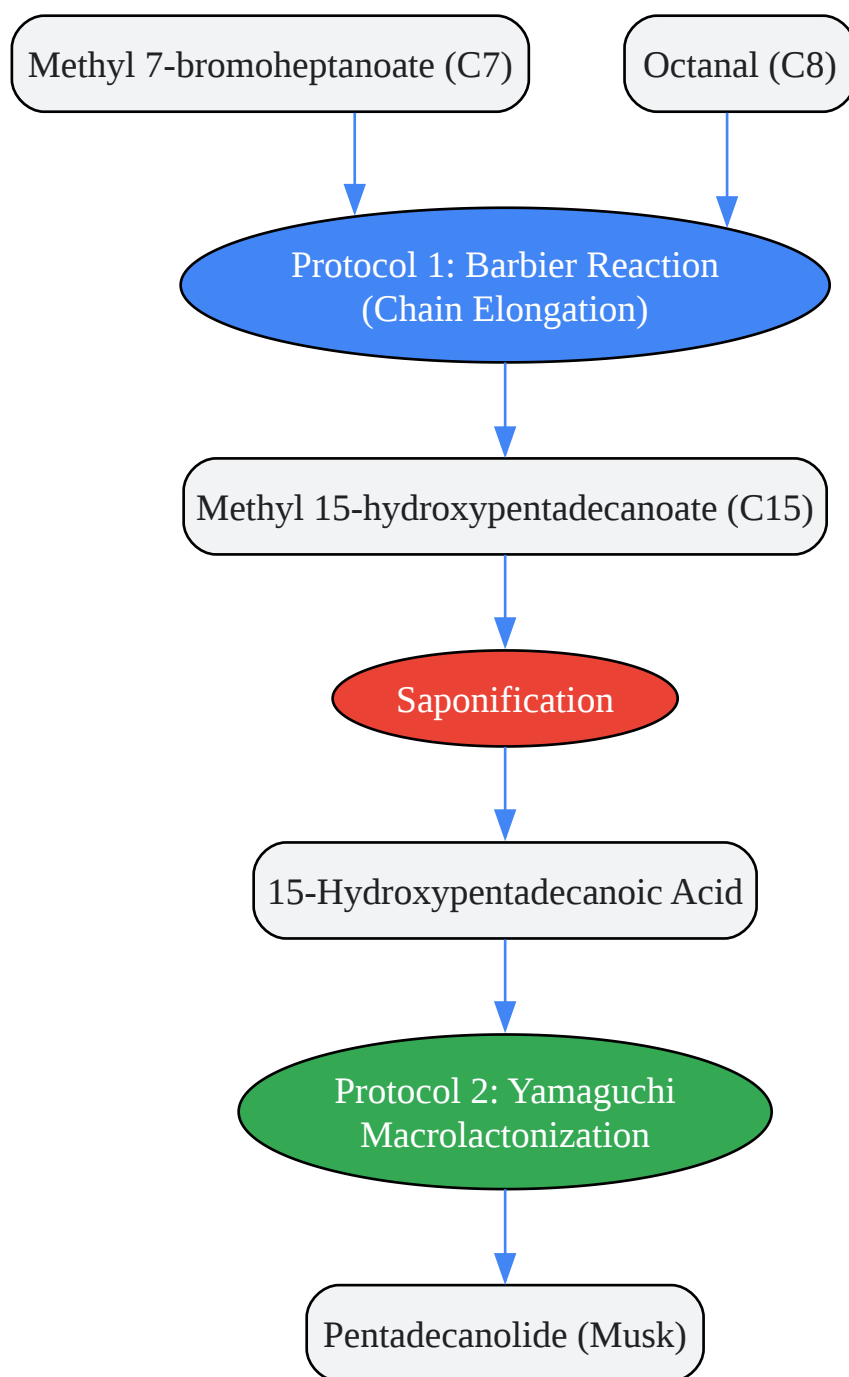 Methyl 7-bromoheptanoate (C7)
Octanal (C8)
Protocol 1: Barbier Reaction
(Chain Elongation)
Methyl 15-hydroxypentadecanoate (C15)
Saponification
15-Hydroxypentadecanoic Acid
Protocol 2: Yamaguchi
Macrolactonization
Pentadecanolide (Musk)